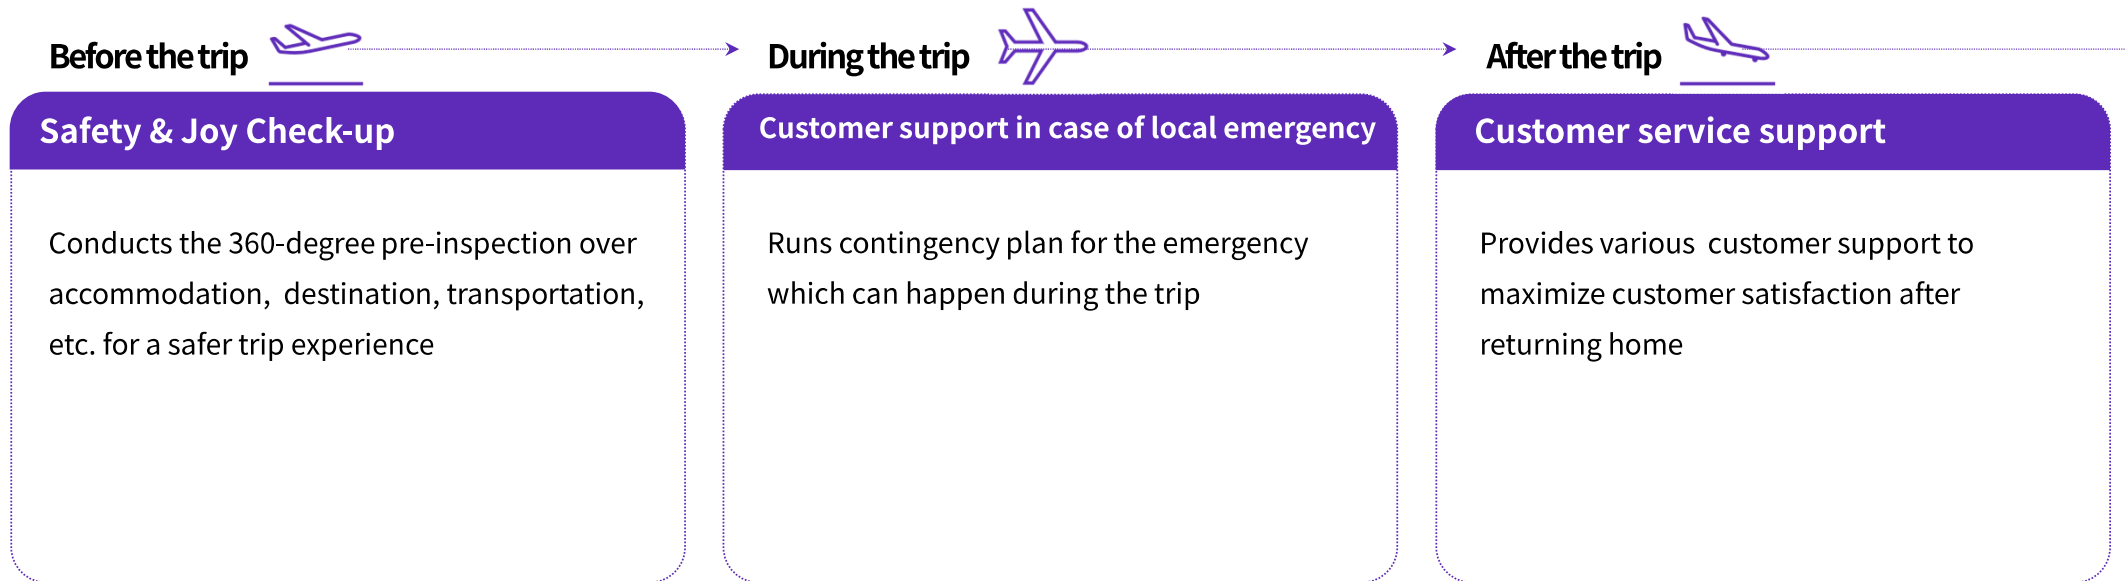 Before the trip
Safety & Joy Check-up
Conducts the 360-degree pre-inspection over
accommodation,  destination, transportation,
etc. for a safer trip experience
During the trip
Customer support in case of local emergency
Runs contingency plan for the emergency
which can happen during the trip
After the trip
Customer service support
Provides various  customer support to
maximize customer satisfaction after
returning home